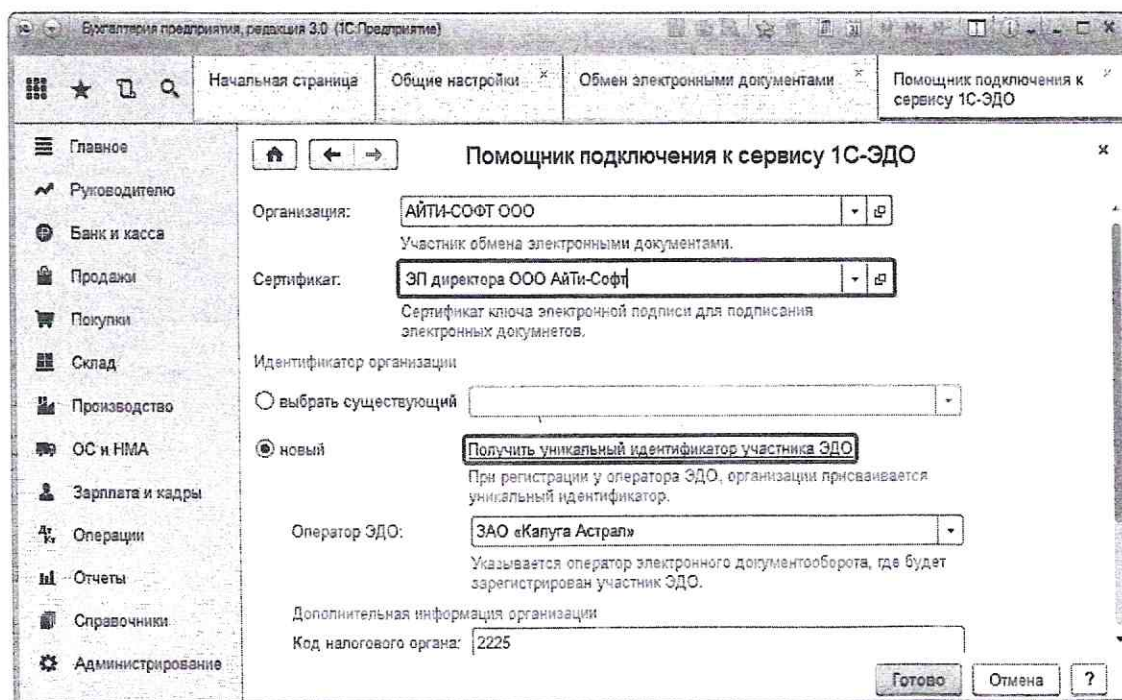 Бухгалтерия предприятия, редакция 3.0 (1С:Предприятие)
Начальная страница
Общие настройки
Обмен электронными документами
Помощник подключения к сервису 1С-ЭДО
Главное
Руководителю
Банк и касса
Продажи
Покупки
Склад
Производство
ОС и НМА
Зарплата и кадры
Операции
Отчеты
Справочники
Администрирование
Помощник подключения к сервису 1С-ЭДО
Организация: АЙТИ-СОФТ ООО
Участник обмена электронными документами.
Сертификат: ЭП директора ООО АйТи-Софт
Сертификат ключа электронной подписи для подписания
электронных докумнетов.
Идентификатор организации
выбрать существующий
новый
Получить уникальный идентификатор участника ЭДО
При регистрации у оператора ЭДО, организации присваивается
уникальный идентификатор.
Оператор ЭДО: ЗАО «Калуга Астрал»
Указывается оператор электронного документооборота, где будет
зарегистрирован участник ЭДО.
Дополнительная информация организации
Код налогового органа: 2225
Готово Отмена ?